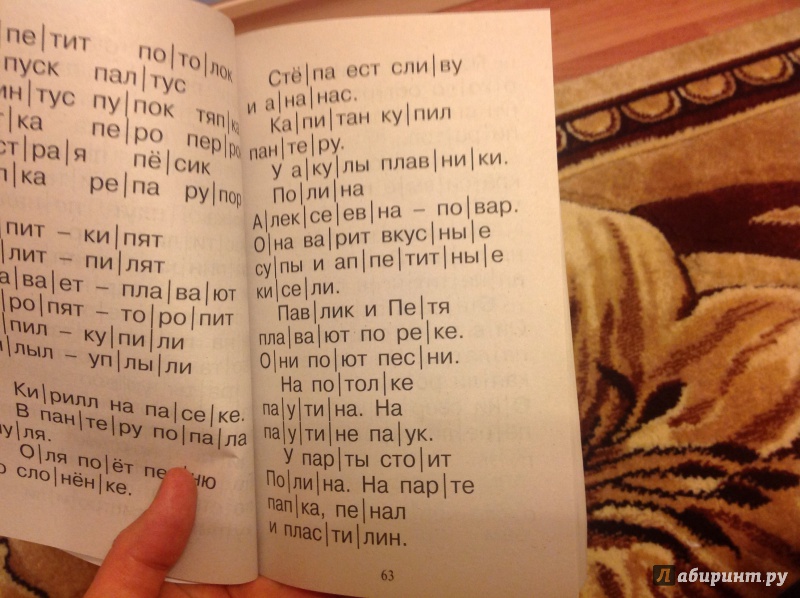 пе|тит по|то|лок
пуск пал|тус
тус пу|пок тяп|ка
ка пе|ро пер|ро
ст|ра|я пё|сик
ка ре|па ру|пор
пит – ки|пят
лит – пи|лят
ва|ет – пла|ва|ют
ро|пят – то|ро|пит
пил – ку|пи|ли
лыл – уп|лы|ли
Ки|рилл на па|се|ке.
В пан|те|ру по|па|ла
ля.
О|ля по|ёт
сло|нён|ке.
Стё|па ест сли|ву
и а|на|нас.
Ка|пи|тан ку|пил
пан|те|ру.
У а|ку|лы плав|ни|ки.
По|ли|на
А|лек|се|ев|на – по|вар.
О|на ва|рит вкус|ны|е
су|пы и ап|пе|тит|ны|е
ки|се|ли.
Пав|лик и Пе|тя
пла|ва|ют по ре|ке.
О|ни по|ют пес|ни.
На по|тол|ке
па|у|ти|на. На
па|у|ти|не па|ук.
У пар|ты сто|ит
По|ли|на. На пар|те
пап|ка, пе|нал
и плас|ти|лин.
63
Лабиринт.ру